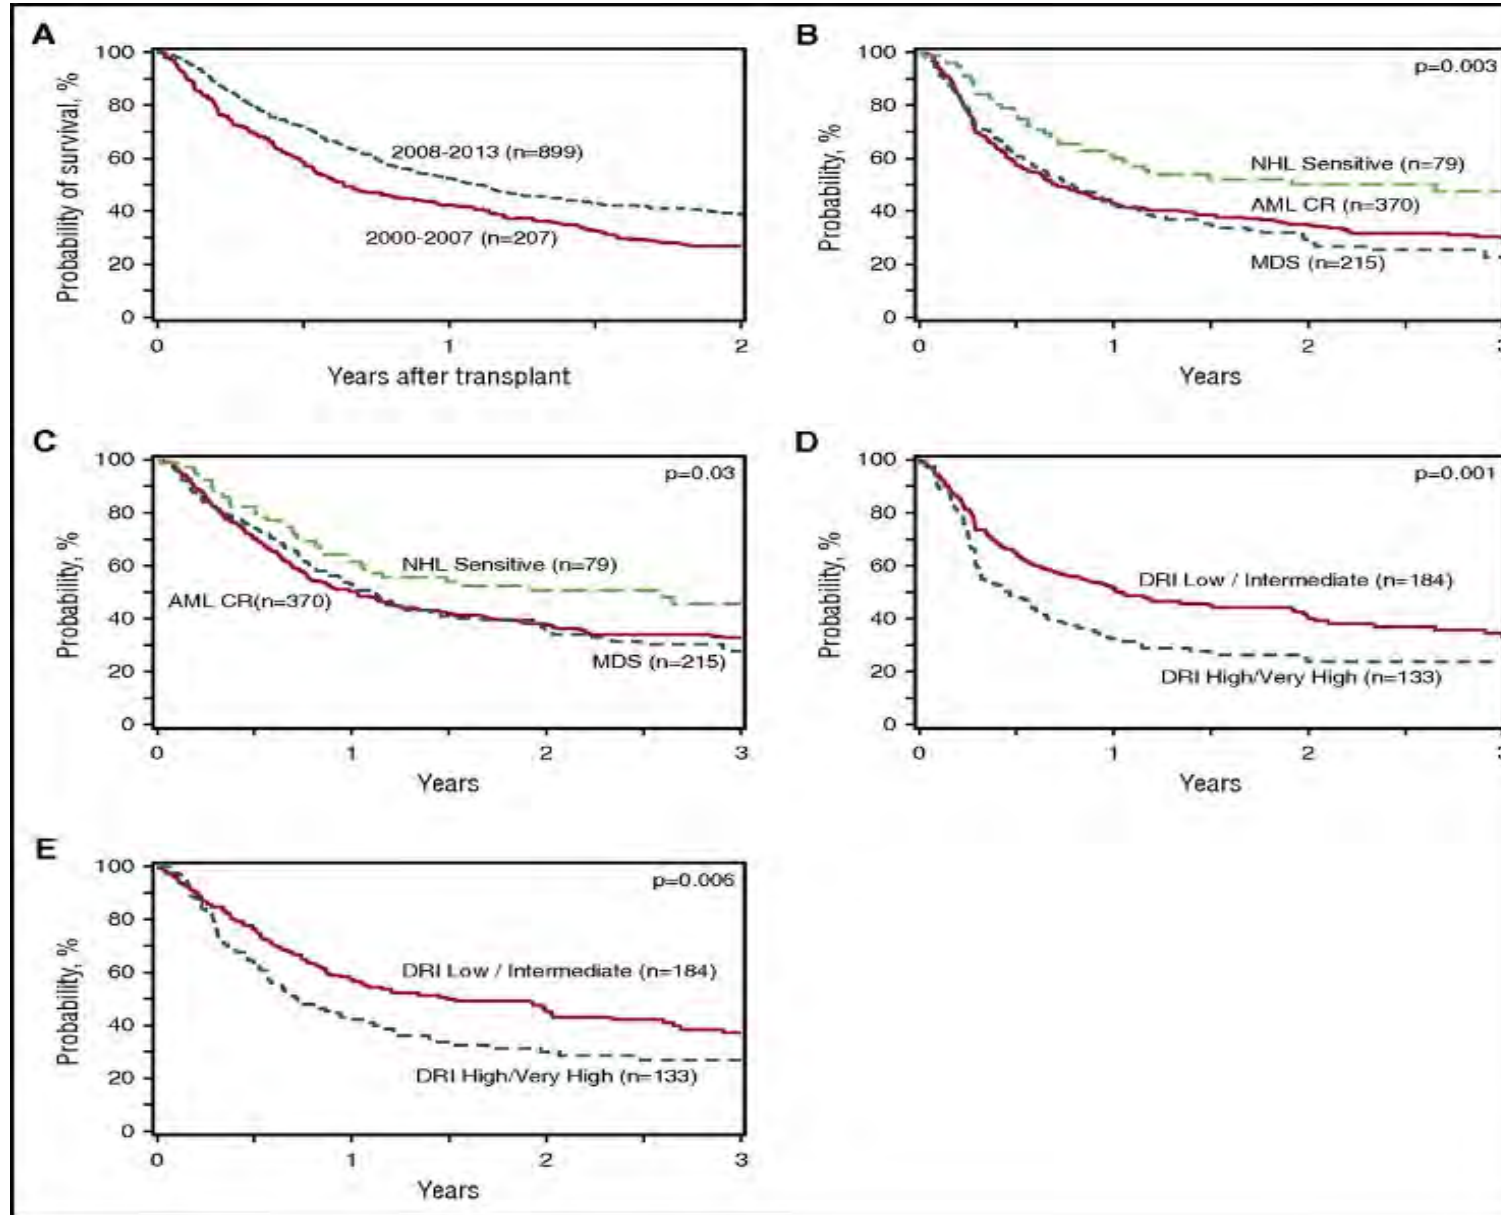 A
100
80
60
40
20
0
Probability of survival, %
2008-2013 (n=899)
2000-2007 (n=207)
0 1 2
Years after transplant
B
100
80
60
40
20
0
Probability, %
p=0.003
NHL Sensitive (n=79)
AML CR (n=370)
MDS (n=215)
0 1 2 3
Years
C
100
80
60
40
20
0
Probability, %
p=0.03
NHL Sensitive (n=79)
AML CR(n=370)
MDS (n=215)
0 1 2 3
Years
D
100
80
60
40
20
0
Probability, %
p=0.001
DRI Low / Intermediate (n=184)
DRI High/Very High (n=133)
0 1 2 3
Years
E
100
80
60
40
20
0
Probability, %
p=0.006
DRI Low / Intermediate (n=184)
DRI High/Very High (n=133)
0 1 2 3
Years